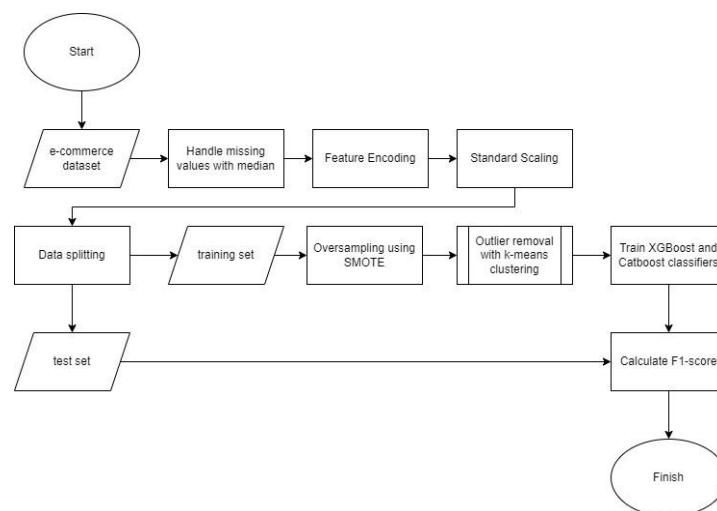 Start
e-commerce
dataset
Handle missing
values with median
Feature Encoding
Standard Scaling
Data splitting
training set
Oversampling using
SMOTE
Outlier removal
with k-means
clustering
Train XGBoost and
Catboost classifiers
test set
Calculate F1-score
Finish